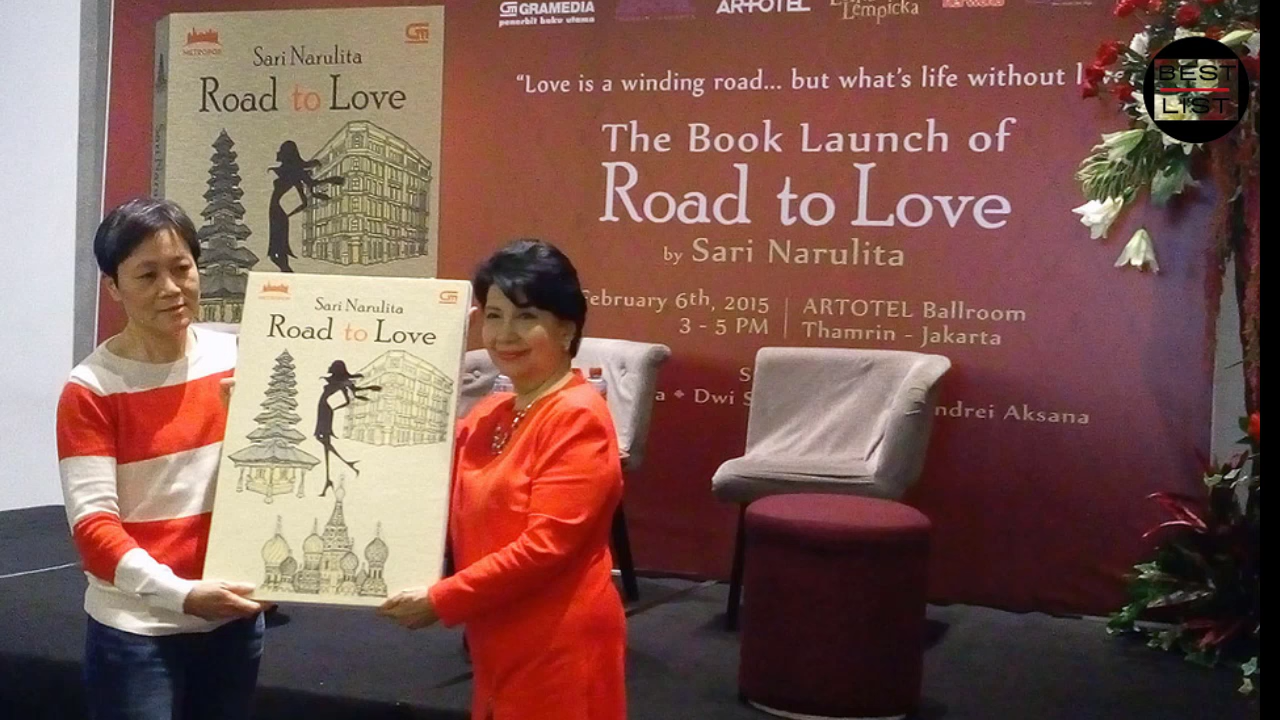 GRAMEDIA
penerbit buku utama
ARTOTEL
Lempicka
METROPOP
Sari Narulita
Road to Love
"Love is a winding road... but what's life without
The Book Launch of
Road to Love
by Sari Narulita
February 6th, 2015
3 - 5 PM
ARTOTEL Ballroom
Thamrin - Jakarta
Dwi
Andrei Aksana
METROPOP
Sari Narulita
Road to Love
BEST
LIST